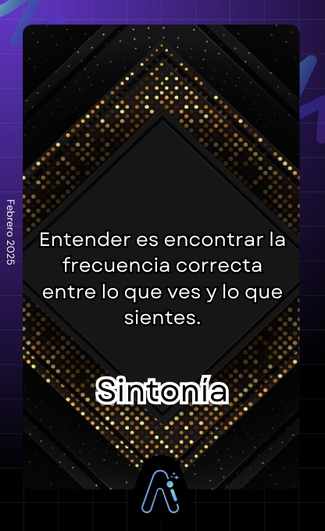 Febrero 2025
Entender es encontrar la
frecuencia correcta
entre lo que ves y lo que
sientes.
Sintonía